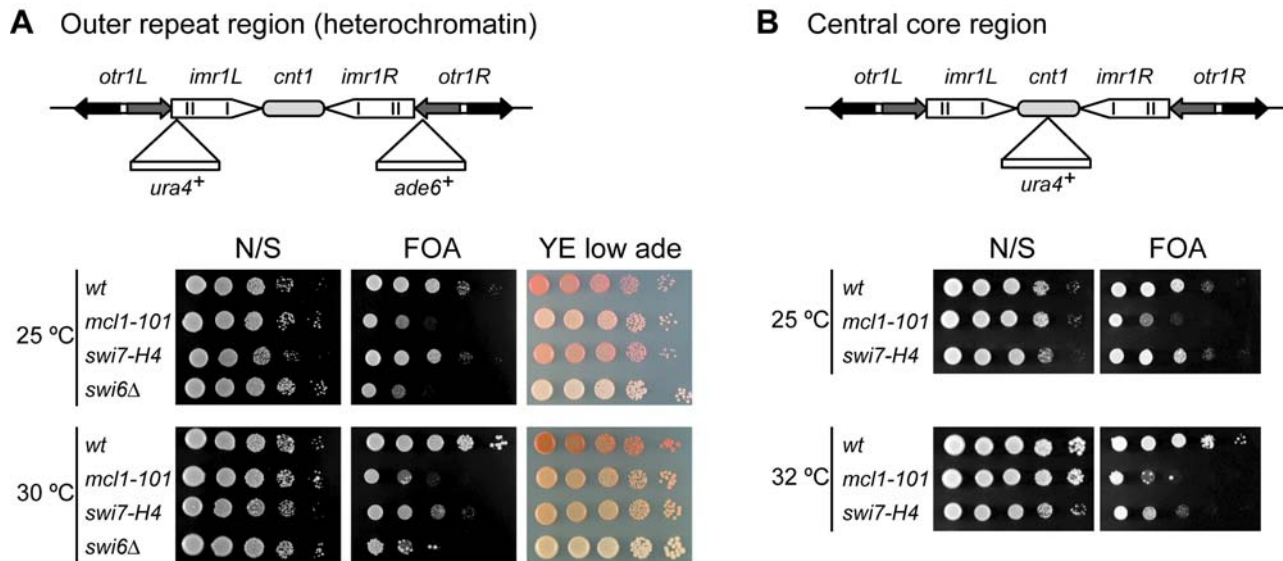 A Outer repeat region (heterochromatin)
otr1L imr1L cnt1 imr1R otr1R
ura4+ ade6+
N/S FOA YE low ade
25 ºC
wt
mcl1-101
swi7-H4
swi6Δ
30 ºC
wt
mcl1-101
swi7-H4
swi6Δ
B Central core region
otr1L imr1L cnt1 imr1R otr1R
ura4+
N/S FOA
25 ºC
wt
mcl1-101
swi7-H4
32 ºC
wt
mcl1-101
swi7-H4